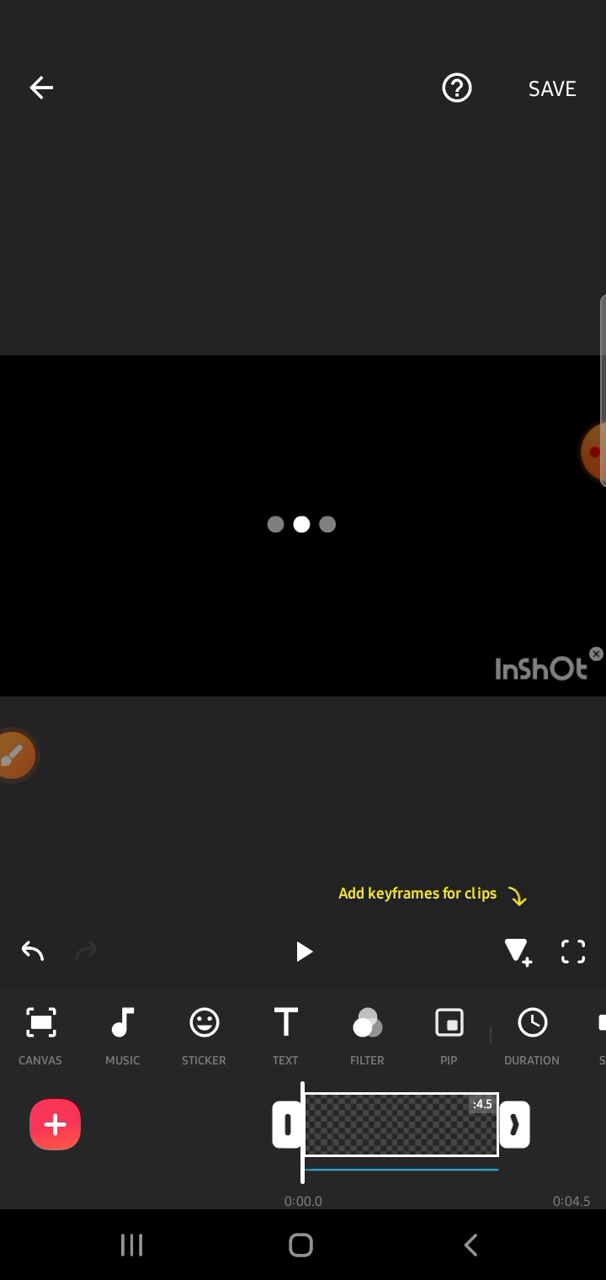 SAVE
InShOt
Add keyframes for clips
CANVAS
MUSIC
STICKER
TEXT
FILTER
PIP
DURATION
S
:4.5
0:00.0
0:04.5